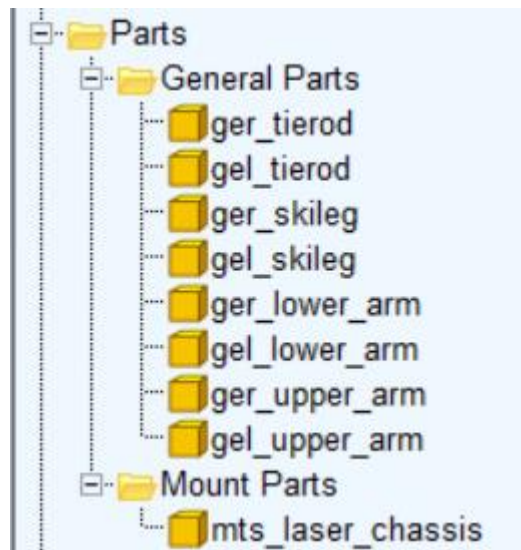 Parts
General Parts
ger_tierod
gel_tierod
ger_skileg
gel_skileg
ger_lower_arm
gel_lower_arm
ger_upper_arm
gel_upper_arm
Mount Parts
mts_laser_chassis